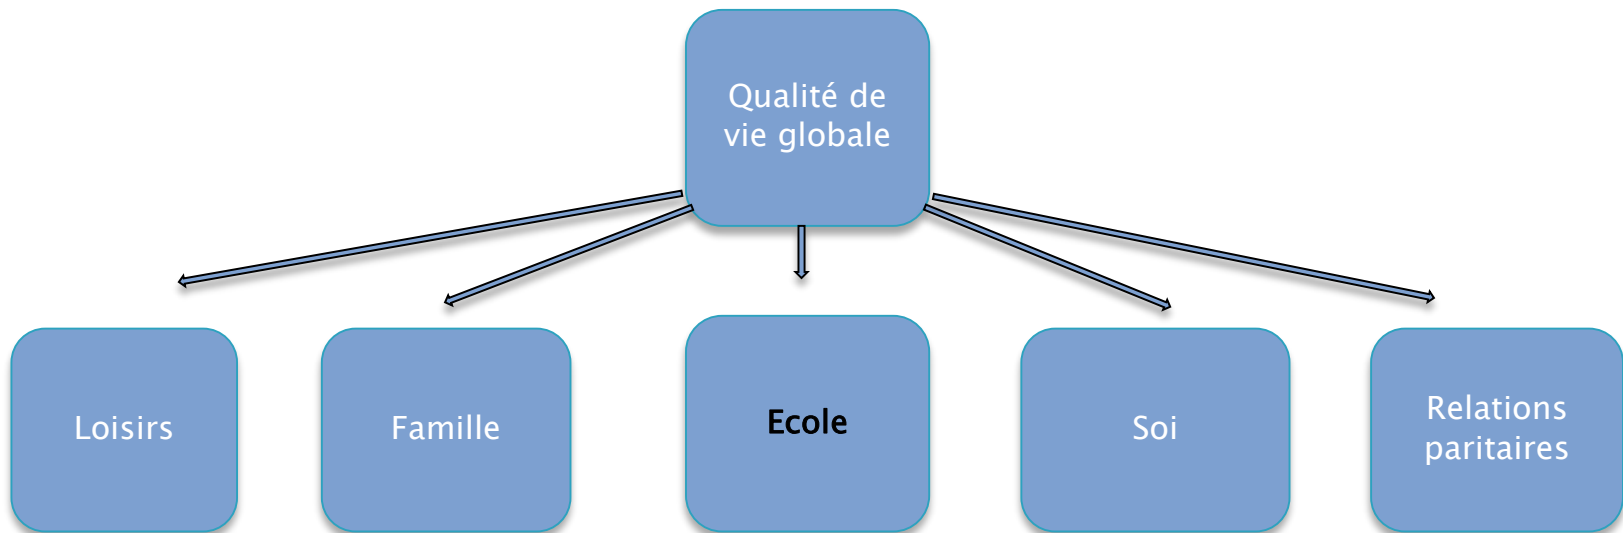 Qualité de
vie globale
Loisirs
Famille
Ecole
Soi
Relations
paritaires